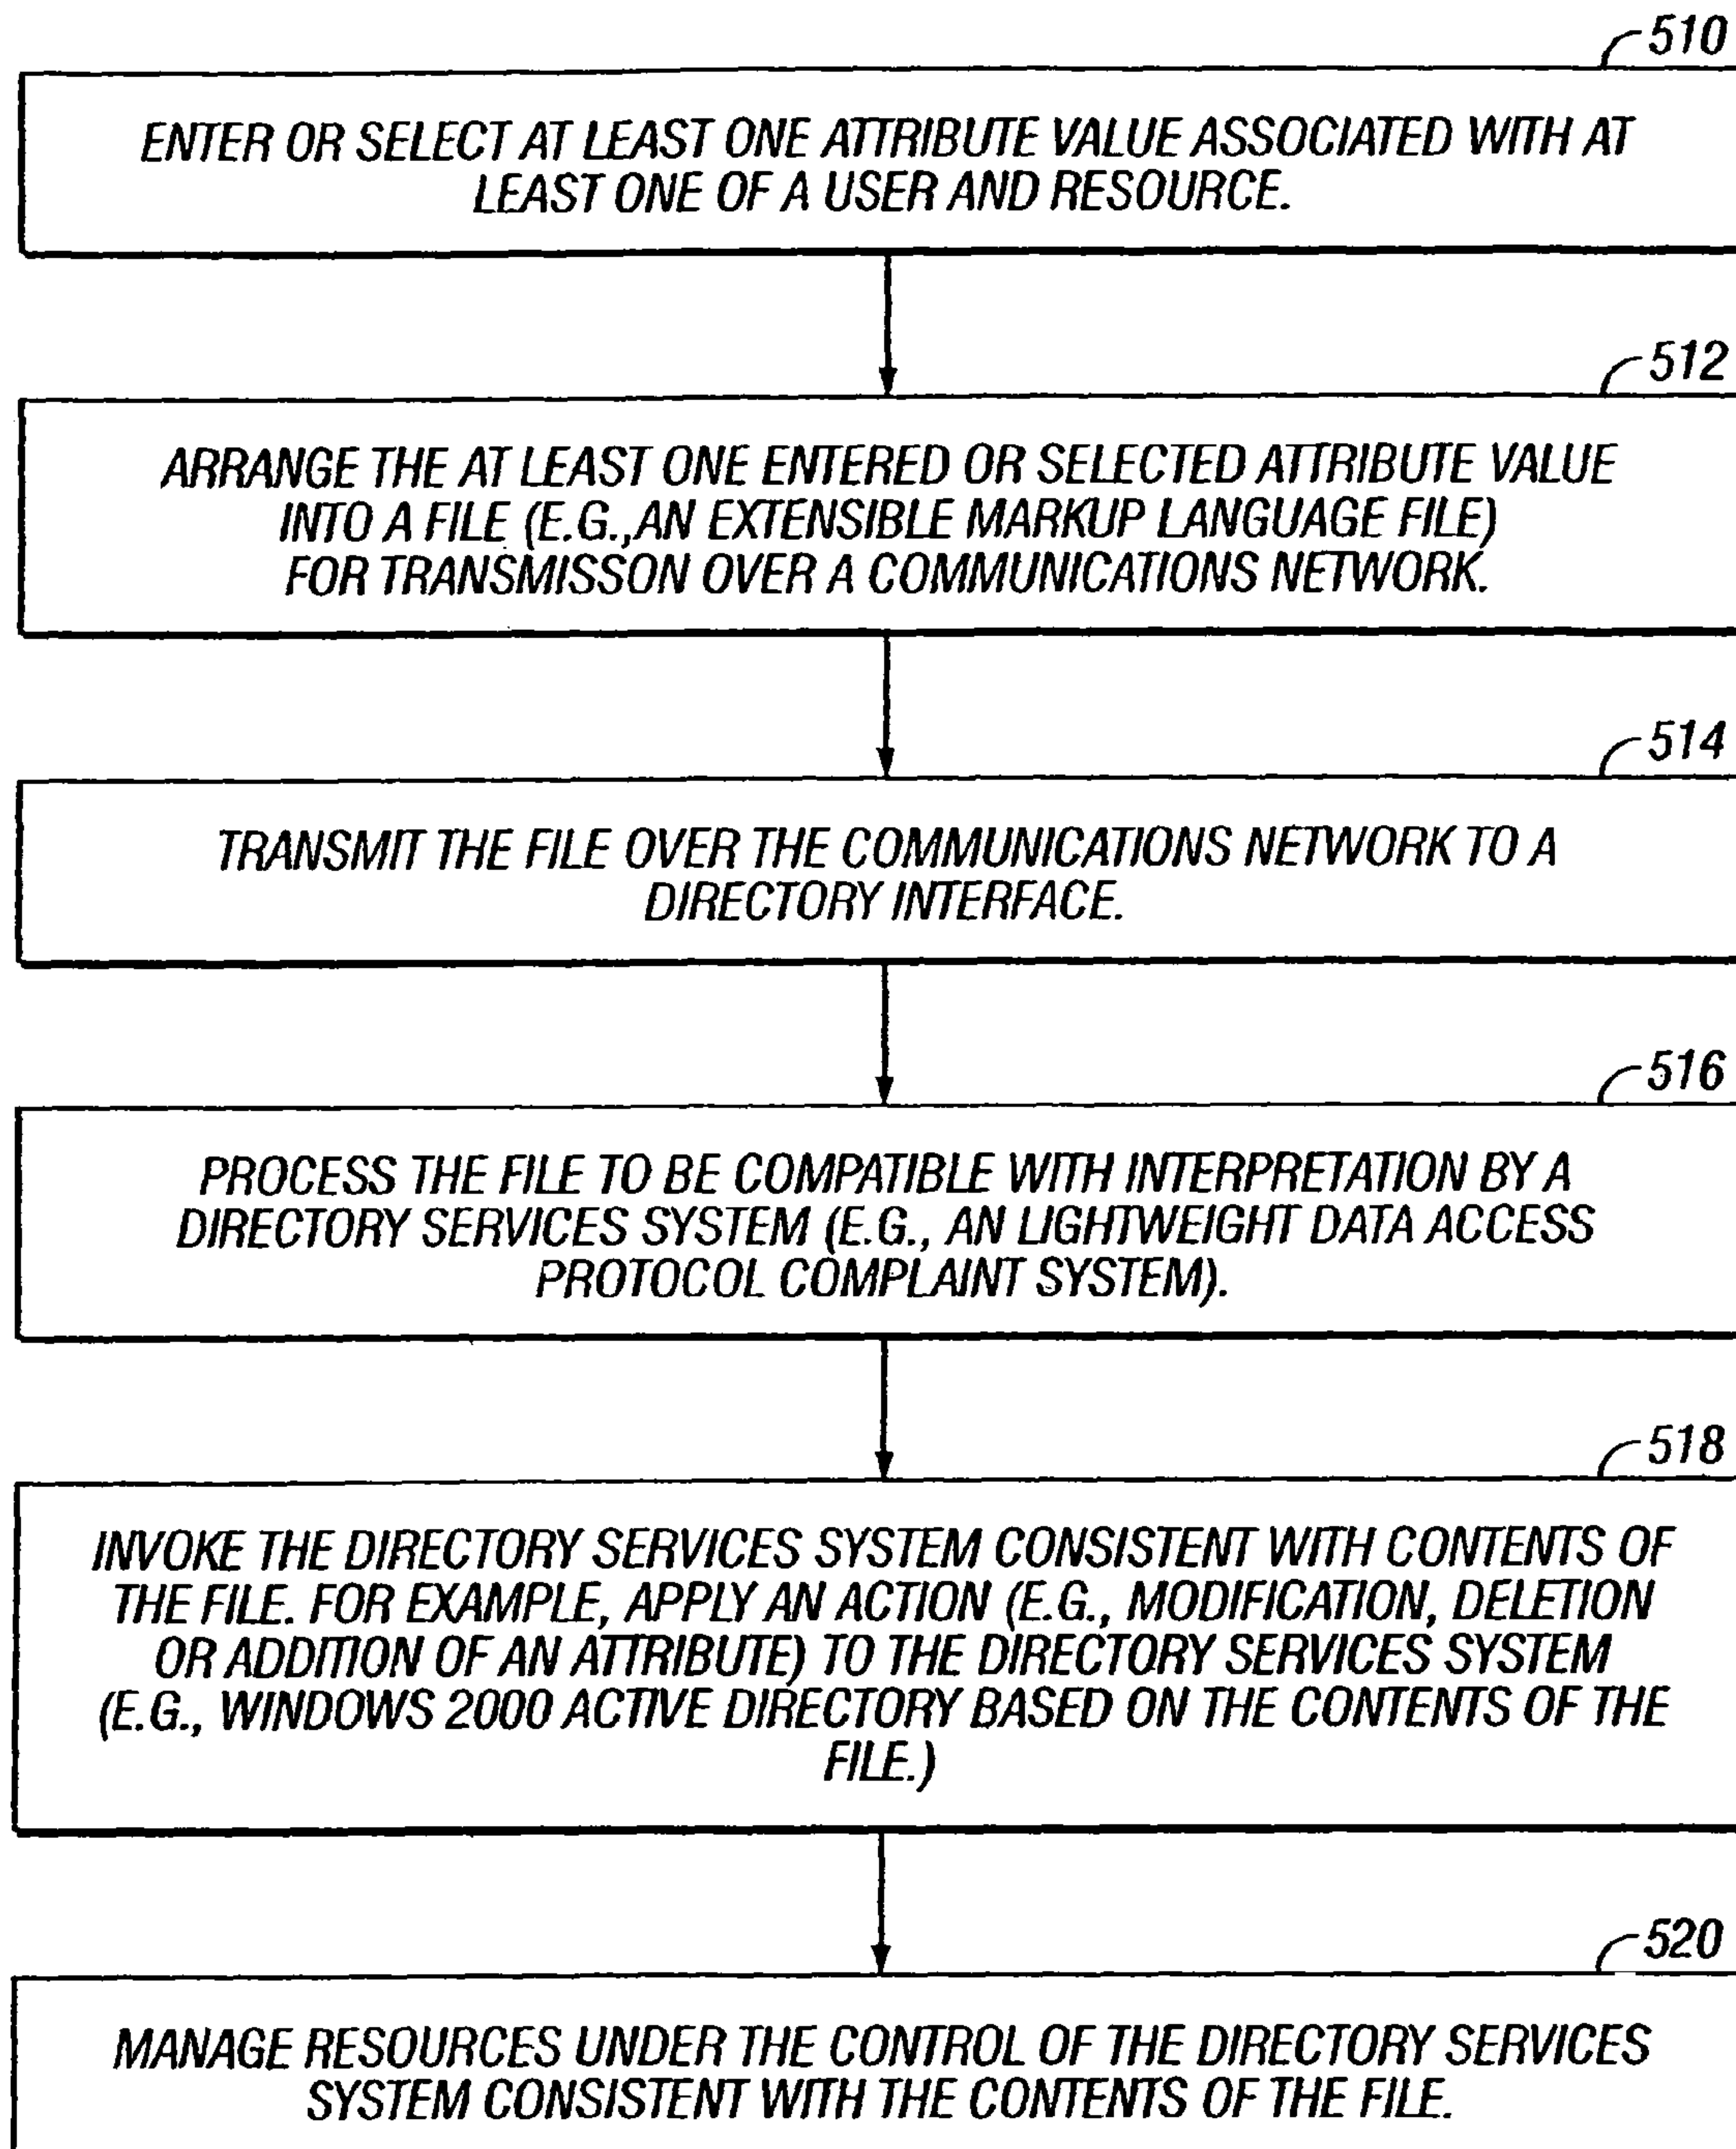 510
ENTER OR SELECT AT LEAST ONE ATTRIBUTE VALUE ASSOCIATED WITH AT
LEAST ONE OF A USER AND RESOURCE.
512
ARRANGE THE AT LEAST ONE ENTERED OR SELECTED ATTRIBUTE VALUE
INTO A FILE (E.G.,AN EXTENSIBLE MARKUP LANGUAGE FILE)
FOR TRANSMISSON OVER A COMMUNICATIONS NETWORK.
514
TRANSMIT THE FILE OVER THE COMMUNICATIONS NETWORK TO A
DIRECTORY INTERFACE.
516
PROCESS THE FILE TO BE COMPATIBLE WITH INTERPRETATION BY A
DIRECTORY SERVICES SYSTEM (E.G., AN LIGHTWEIGHT DATA ACCESS
PROTOCOL COMPLAINT SYSTEM).
518
INVOKE THE DIRECTORY SERVICES SYSTEM CONSISTENT WITH CONTENTS OF
THE FILE. FOR EXAMPLE, APPLY AN ACTION (E.G., MODIFICATION, DELETION
OR ADDITION OF AN ATTRIBUTE) TO THE DIRECTORY SERVICES SYSTEM
(E.G., WINDOWS 2000 ACTIVE DIRECTORY BASED ON THE CONTENTS OF THE
FILE.)
520
MANAGE RESOURCES UNDER THE CONTROL OF THE DIRECTORY SERVICES
SYSTEM CONSISTENT WITH THE CONTENTS OF THE FILE.